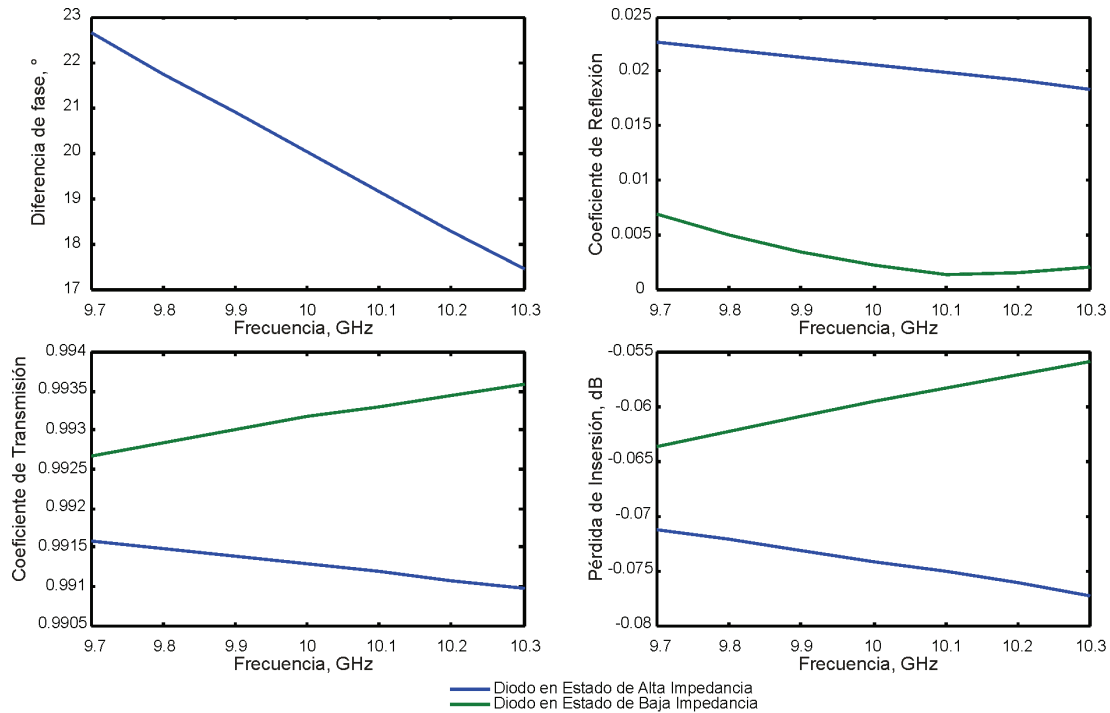 23
22
21
20
19
18
17
Diferencia de fase, °
9.7 9.8 9.9 10 10.1 10.2 10.3
Frecuencia, GHz
0.025
0.02
0.015
0.01
0.005
0
Coeficiente de Reflexión
9.7 9.8 9.9 10 10.1 10.2 10.3
Frecuencia, GHz
0.994
0.9935
0.993
0.9925
0.992
0.9915
0.991
0.9905
Coeficiente de Transmisión
9.7 9.8 9.9 10 10.1 10.2 10.3
Frecuencia, GHz
-0.055
-0.06
-0.065
-0.07
-0.075
-0.08
Pérdida de Insersión, dB
9.7 9.8 9.9 10 10.1 10.2 10.3
Frecuencia, GHz
Diodo en Estado de Alta Impedancia
Diodo en Estado de Baja Impedancia